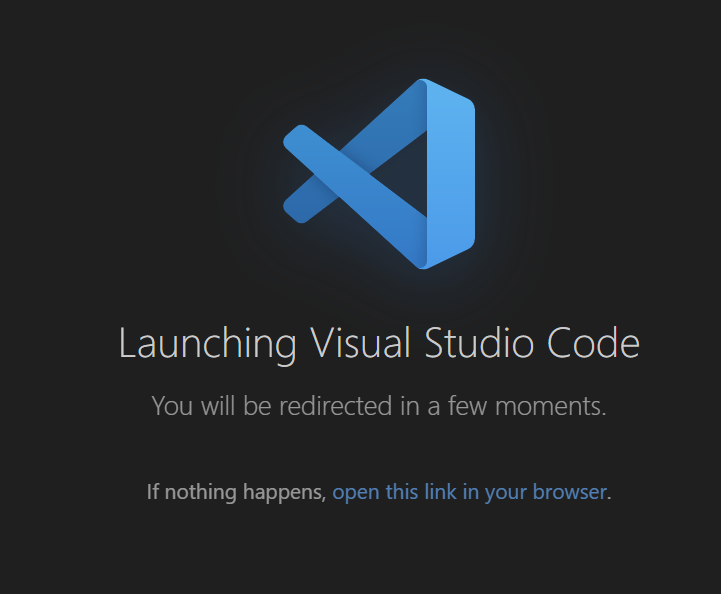 Launching Visual Studio Code
You will be redirected in a few moments.
If nothing happens, open this link in your browser.